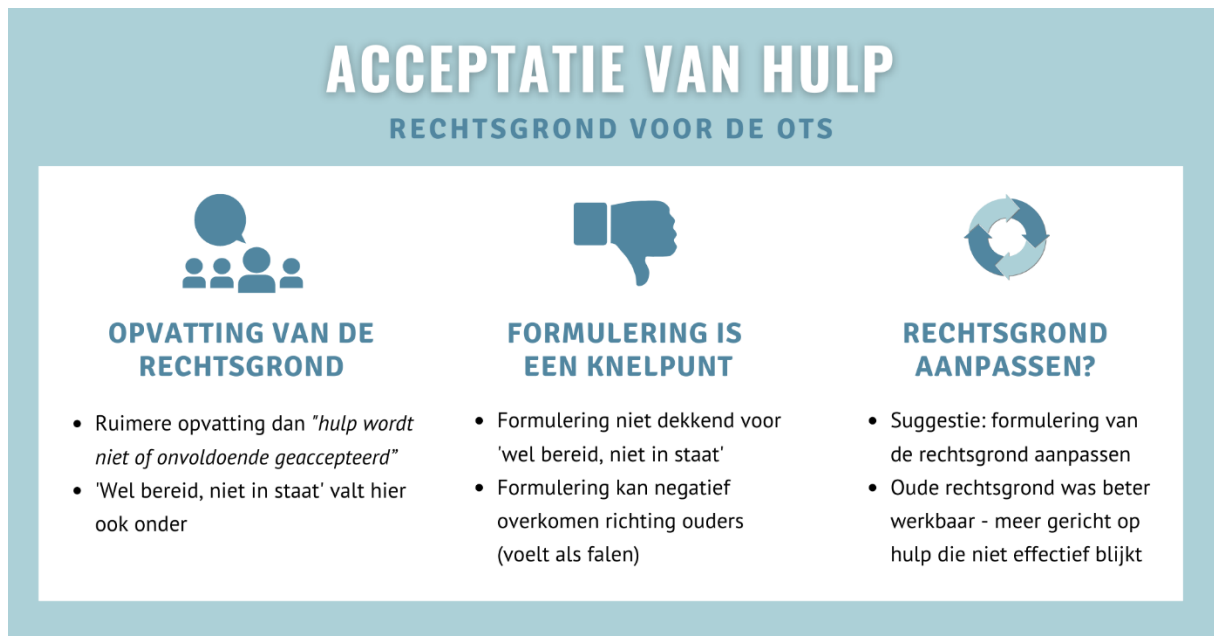 ACCEPTATIE VAN HULP
RECHTSGROND VOOR DE OTS
OPVATTING VAN DE
RECHTSGROND
• Ruimere opvatting dan "hulp wordt
niet of onvoldoende geaccepteerd”
• 'Wel bereid, niet in staat' valt hier
ook onder
FORMULERING IS
EEN KNELPUNT
• Formulering niet dekkend voor
'wel bereid, niet in staat'
• Formulering kan negatief
overkomen richting ouders
(voelt als falen)
RECHTSGROND
AANPASSEN?
• Suggestie: formulering van
de rechtsgrond aanpassen
• Oude rechtsgrond was beter
werkbaar - meer gericht op
hulp die niet effectief blijkt